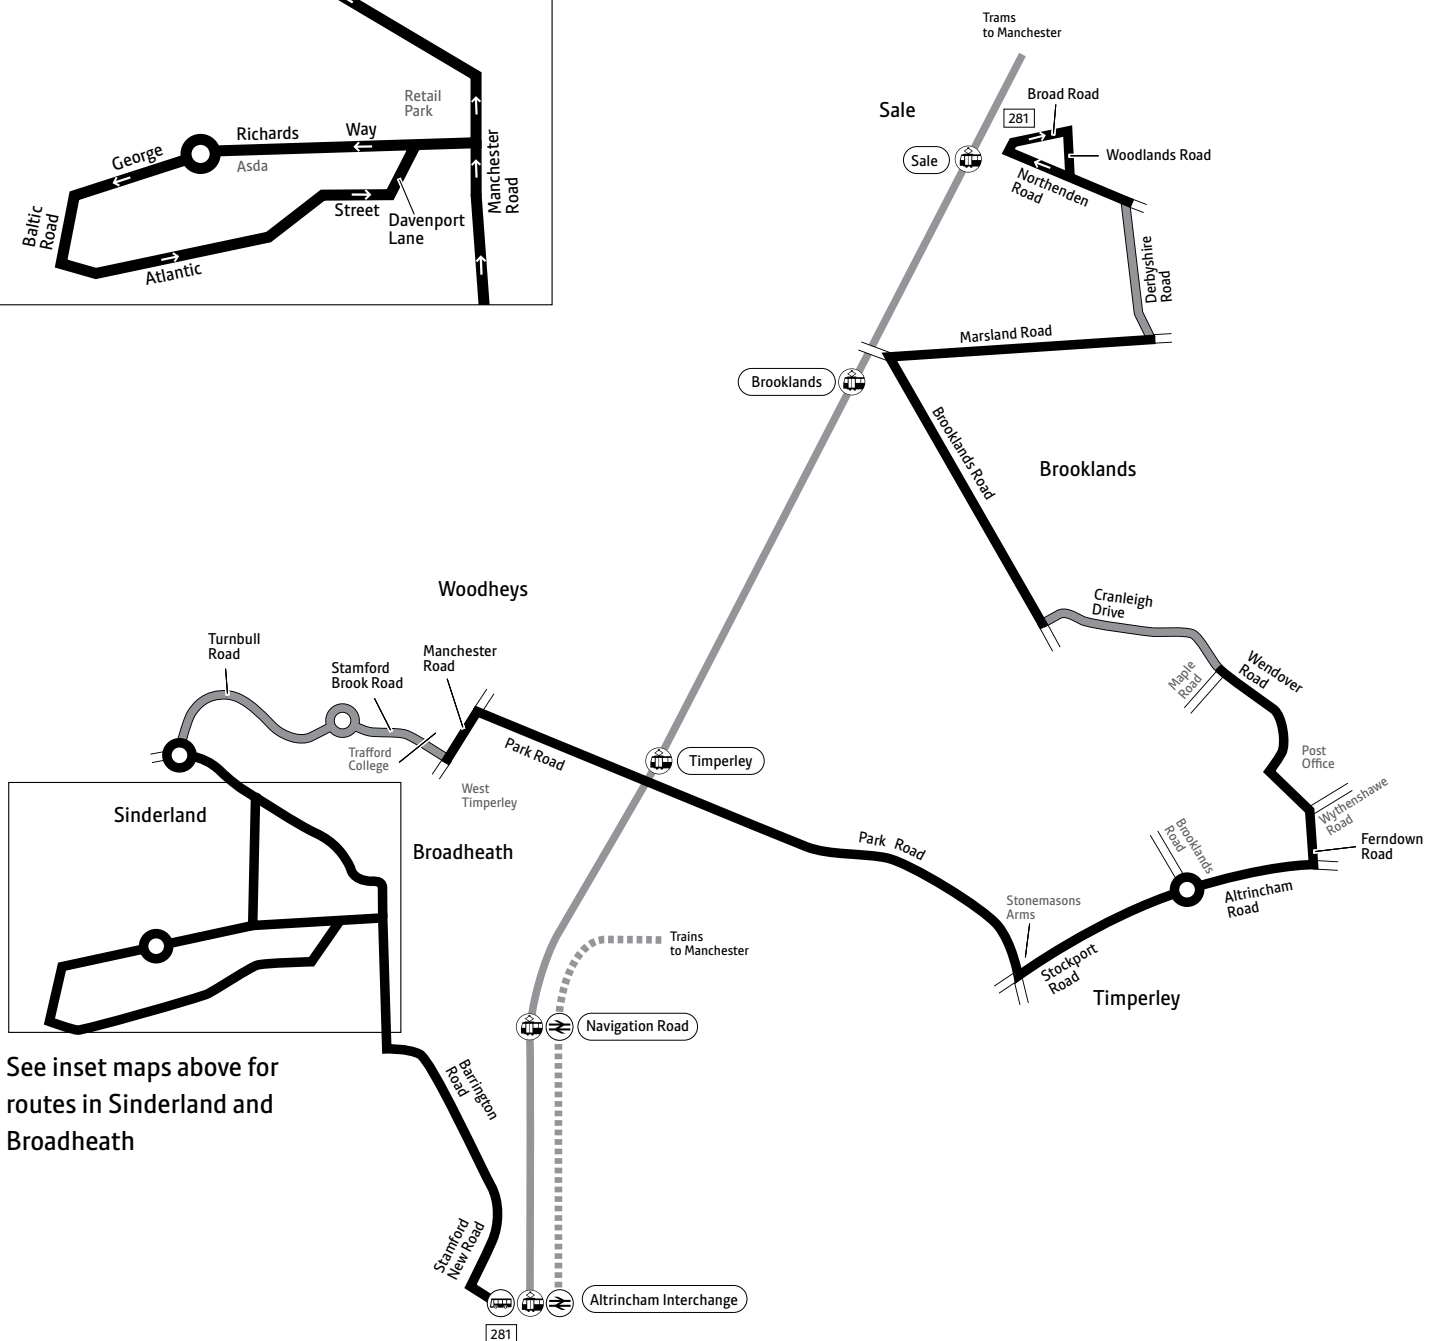 Trams
to Manchester
Sale
Broad Road
281
Sale
Woodlands Road
Northenden
Road
Derbyshire
Road
Marsland Road
Retail
Park
Richards
Way
George
Asda
Manchester
Road
Street
Davenport
Lane
Baltic
Road
Atlantic
Brooklands
Brooklands Road
Brooklands
Woodheys
Cranleigh
Drive
Turnbull
Road
Stamford
Brook Road
Manchester
Road
Maple
Road
Wendover
Road
Park Road
Trafford
College
Timperley
Post
Office
West
Timperley
Sinderland
Broadheath
Park Road
Brooklands
Road
Wythenshawe
Road
Ferndown
Road
Altrincham
Road
Stonemasons
Arms
Stockport
Road
Timperley
Trains
to Manchester
Navigation Road
See inset maps above for
routes in Sinderland and
Broadheath
Barrington
Road
Stamford
New Road
Altrincham Interchange
281